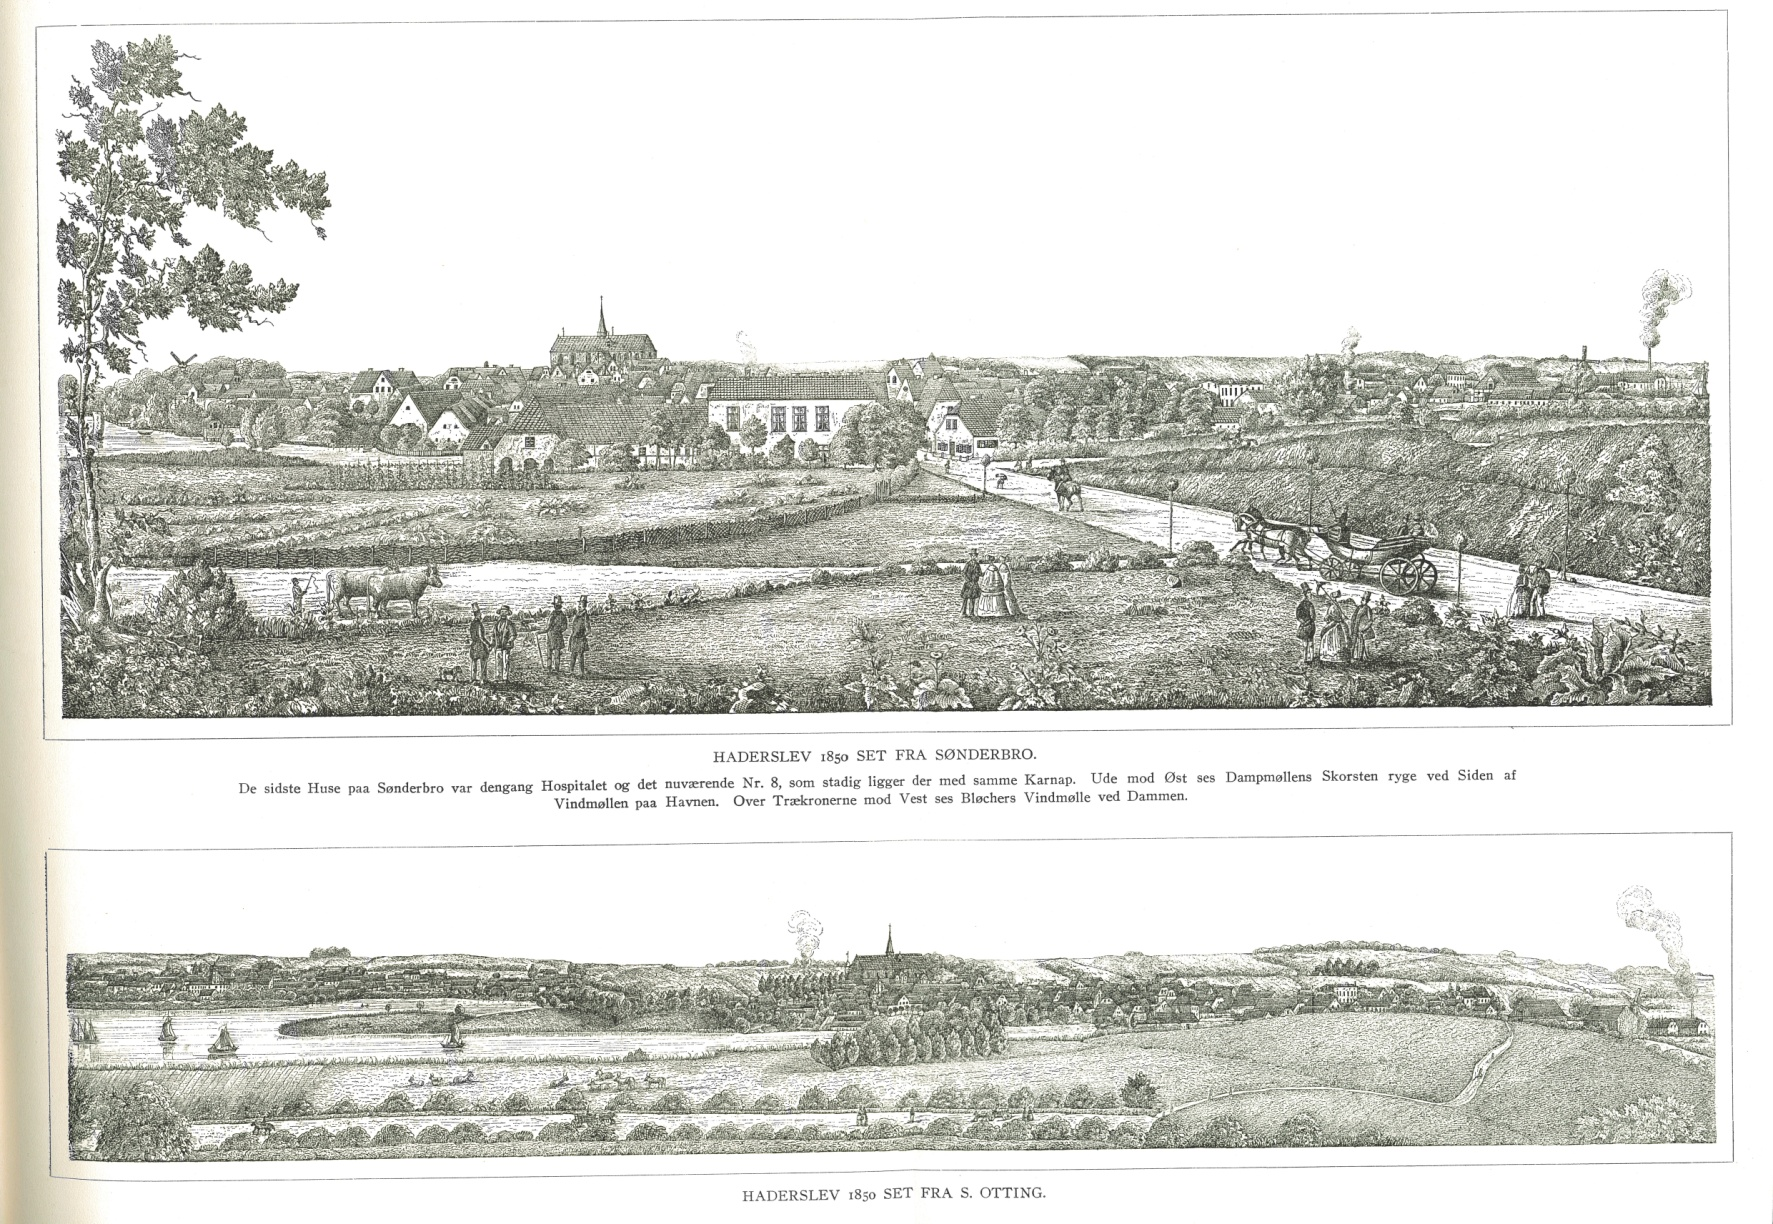 HADERSLEV 1850 SET FRA SØNDERBRO.
De sidste Huse paa Sønderbro var dengang Hospitalet og det nuværende Nr. 8, som stadig ligger der med samme Karnap. Ude mod Øst ses Dampmøllens Skorsten ryge ved Siden af
Vindmøllen paa Havnen. Over Trækronerne mod Vest ses Bløchers Vindmølle ved Dammen.
HADERSLEV 1850 SET FRA S. OTTING.